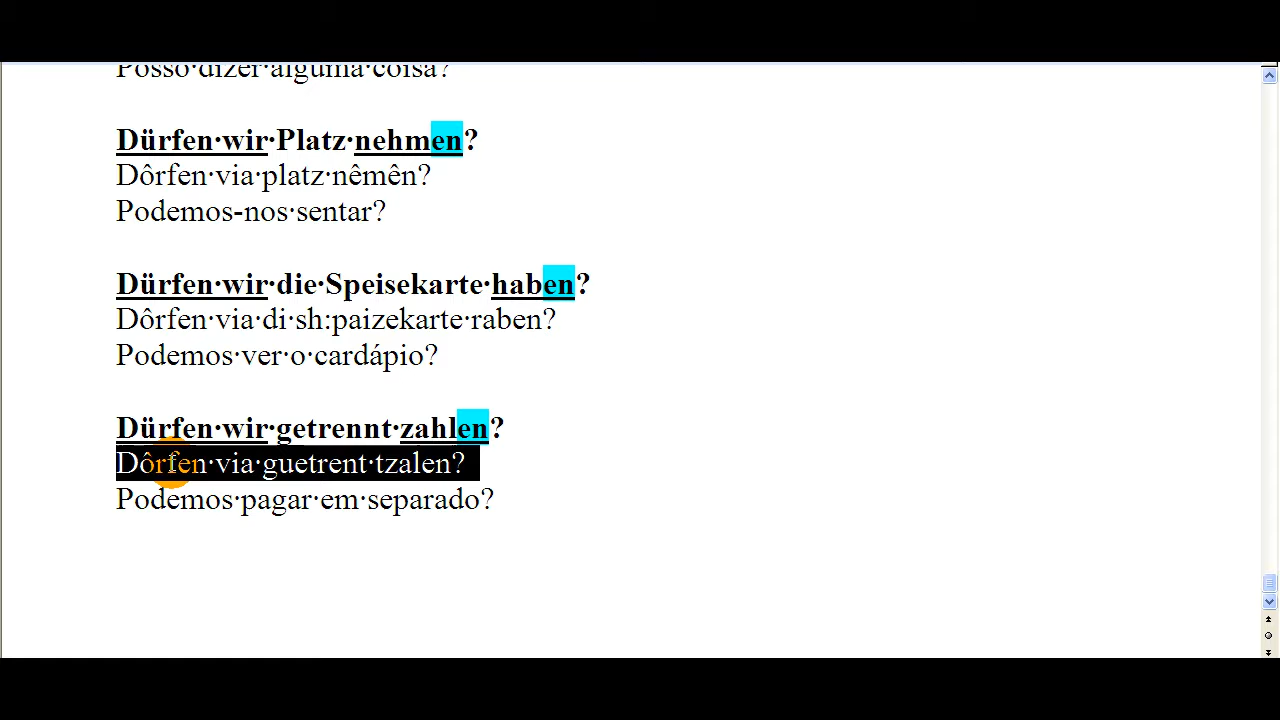 Posso dizer alguma coisa?
Dürfen wir Platz nehmen?
Dôrfen via platz nêmên?
Podemos-nos sentar?
Dürfen wir die Speisekarte haben?
Dôrfen via di sh:paizekarte raben?
Podemos ver o cardápio?
Dürfen wir getrennt zahlen?
Dôrfen via guetrent tzalen?
Podemos pagar em separado?